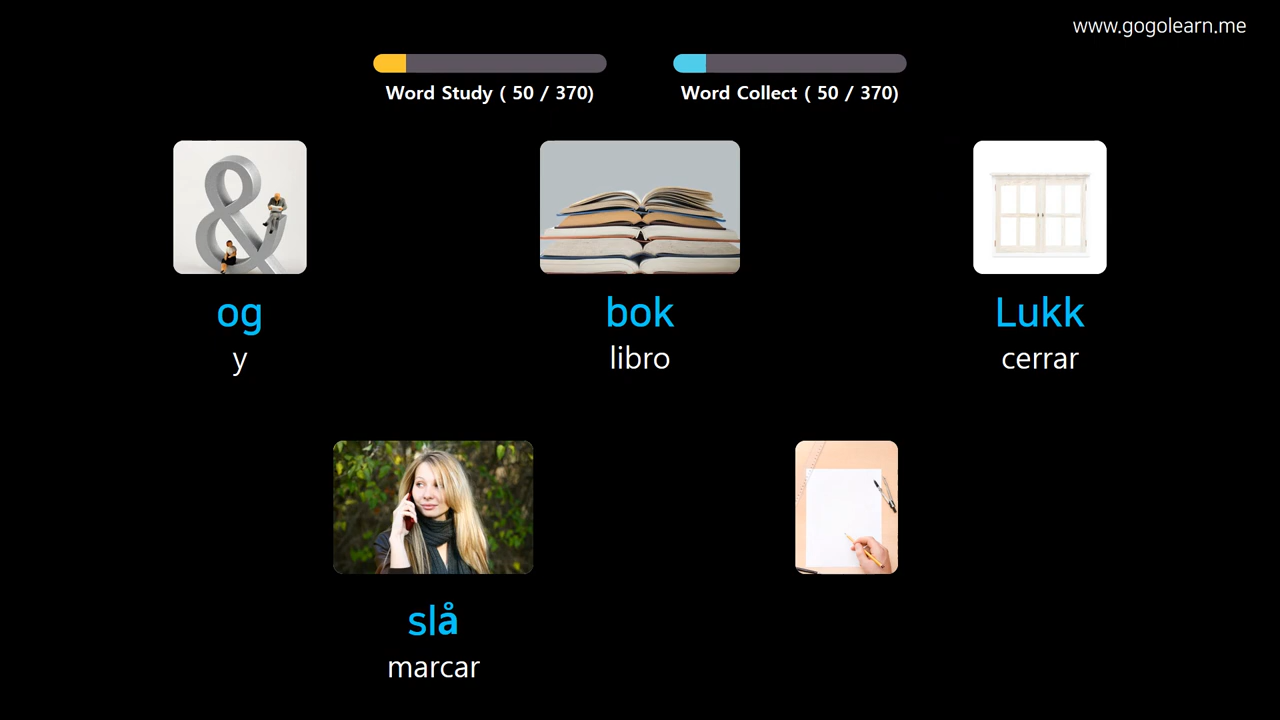 www.gogolearn.me
Word Study ( 50 / 370)
Word Collect ( 50 / 370)
&
og
y
bok
libro
Lukk
cerrar
slå
marcar